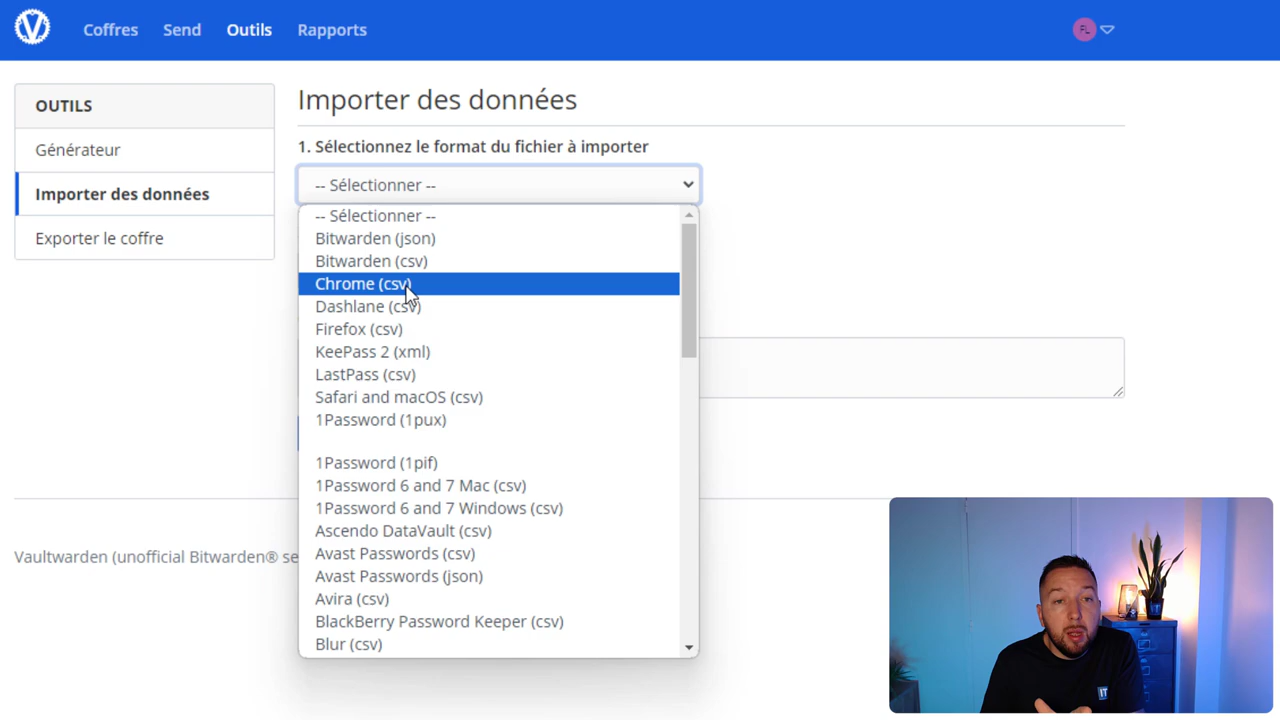 V Coffres Send Outils Rapports FL
OUTILS
Générateur
Importer des données
Exporter le coffre
Importer des données
1. Sélectionnez le format du fichier à importer
-- Sélectionner --
-- Sélectionner --
Bitwarden (json)
Bitwarden (csv)
Chrome (csv)
Dashlane (csv)
Firefox (csv)
KeePass 2 (xml)
LastPass (csv)
Safari and macOS (csv)
1Password (1pux)
1Password (1pif)
1Password 6 and 7 Mac (csv)
1Password 6 and 7 Windows (csv)
Ascendo DataVault (csv)
Avast Passwords (csv)
Avast Passwords (json)
Avira (csv)
BlackBerry Password Keeper (csv)
Blur (csv)
Vaultwarden (unofficial Bitwarden® se
IT